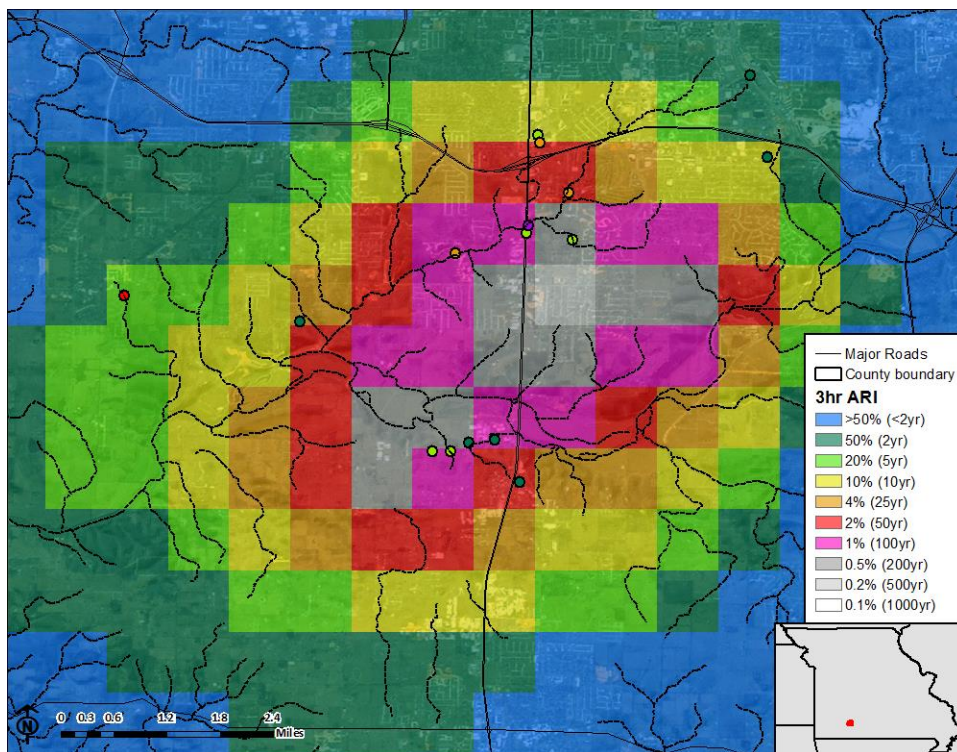 Major Roads
County boundary
3hr ARI
>50% (<2yr)
50% (2yr)
20% (5yr)
10% (10yr)
4% (25yr)
2% (50yr)
1% (100yr)
0.5% (200yr)
0.2% (500yr)
0.1% (1000yr)
N
0 0.3 0.6 1.2 1.8 2.4
Miles